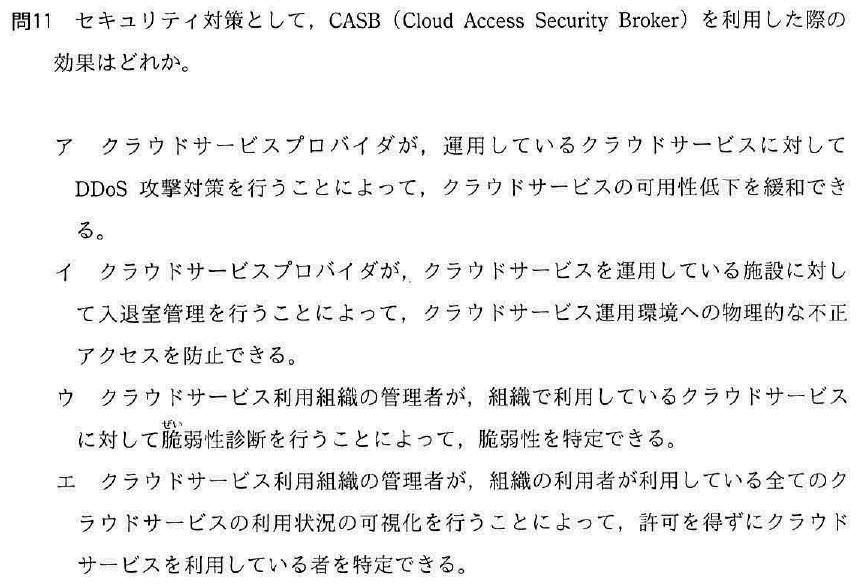 問11 セキュリティ対策として，CASB（Cloud Access Security Broker）を利用した際の
効果はどれか。
ア クラウドサービスプロバイダが，運用しているクラウドサービスに対して
DDoS 攻撃対策を行うことによって，クラウドサービスの可用性低下を緩和でき
る。
イ クラウドサービスプロバイダが，クラウドサービスを運用している施設に対し
て入退室管理を行うことによって，クラウドサービス運用環境への物理的な不正
アクセスを防止できる。
ウ クラウドサービス利用組織の管理者が，組織で利用しているクラウドサービス
ぜい
に対して脆弱性診断を行うことによって，脆弱性を特定できる。
エ クラウドサービス利用組織の管理者が，組織の利用者が利用している全てのク
ラウドサービスの利用状況の可視化を行うことによって，許可を得ずにクラウド
サービスを利用している者を特定できる。